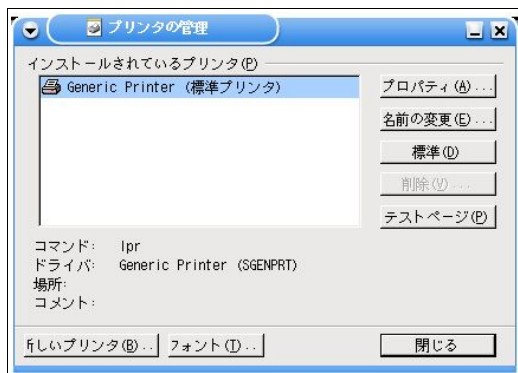 プリンタの管理
インストールされているプリンタ(P)
Generic Printer (標準プリンタ)
プロパティ(A)...
名前の変更(E)...
標準(D)
削除(V)...
テストページ(P)
コマンド: lpr
ドライバ: Generic Printer (SGENPRT)
場所:
コメント:
しいプリンタ(B)..
フォント(T)..
閉じる